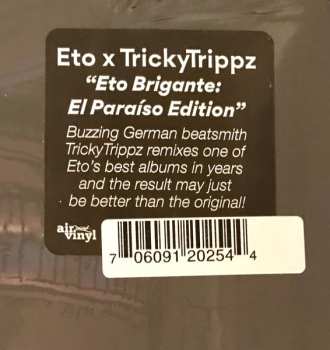 Eto x TrickyTrippz
“Eto Brigante:
El Paraíso Edition”
Buzzing German beatsmith
TrickyTrippz remixes one of
Eto’s best albums in years
and the result may just
be better than the original!
air
vinyl
7 06091 20254 4